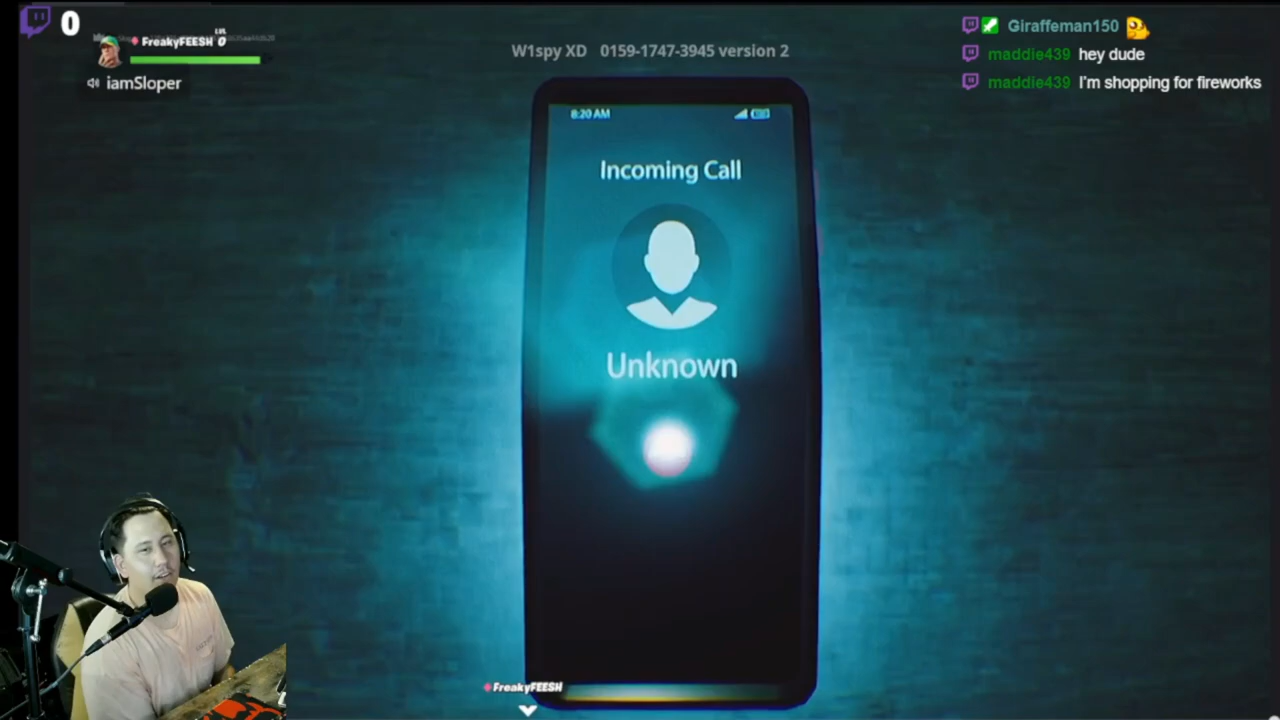 0
FreakyFEESH LVL 0
iamSloper
W1spy XD 0159-1747-3945 version 2
Giraffeman150
maddie439 hey dude
maddie439 I'm shopping for fireworks
8:20 AM
Incoming Call
Unknown
FreakyFEESH